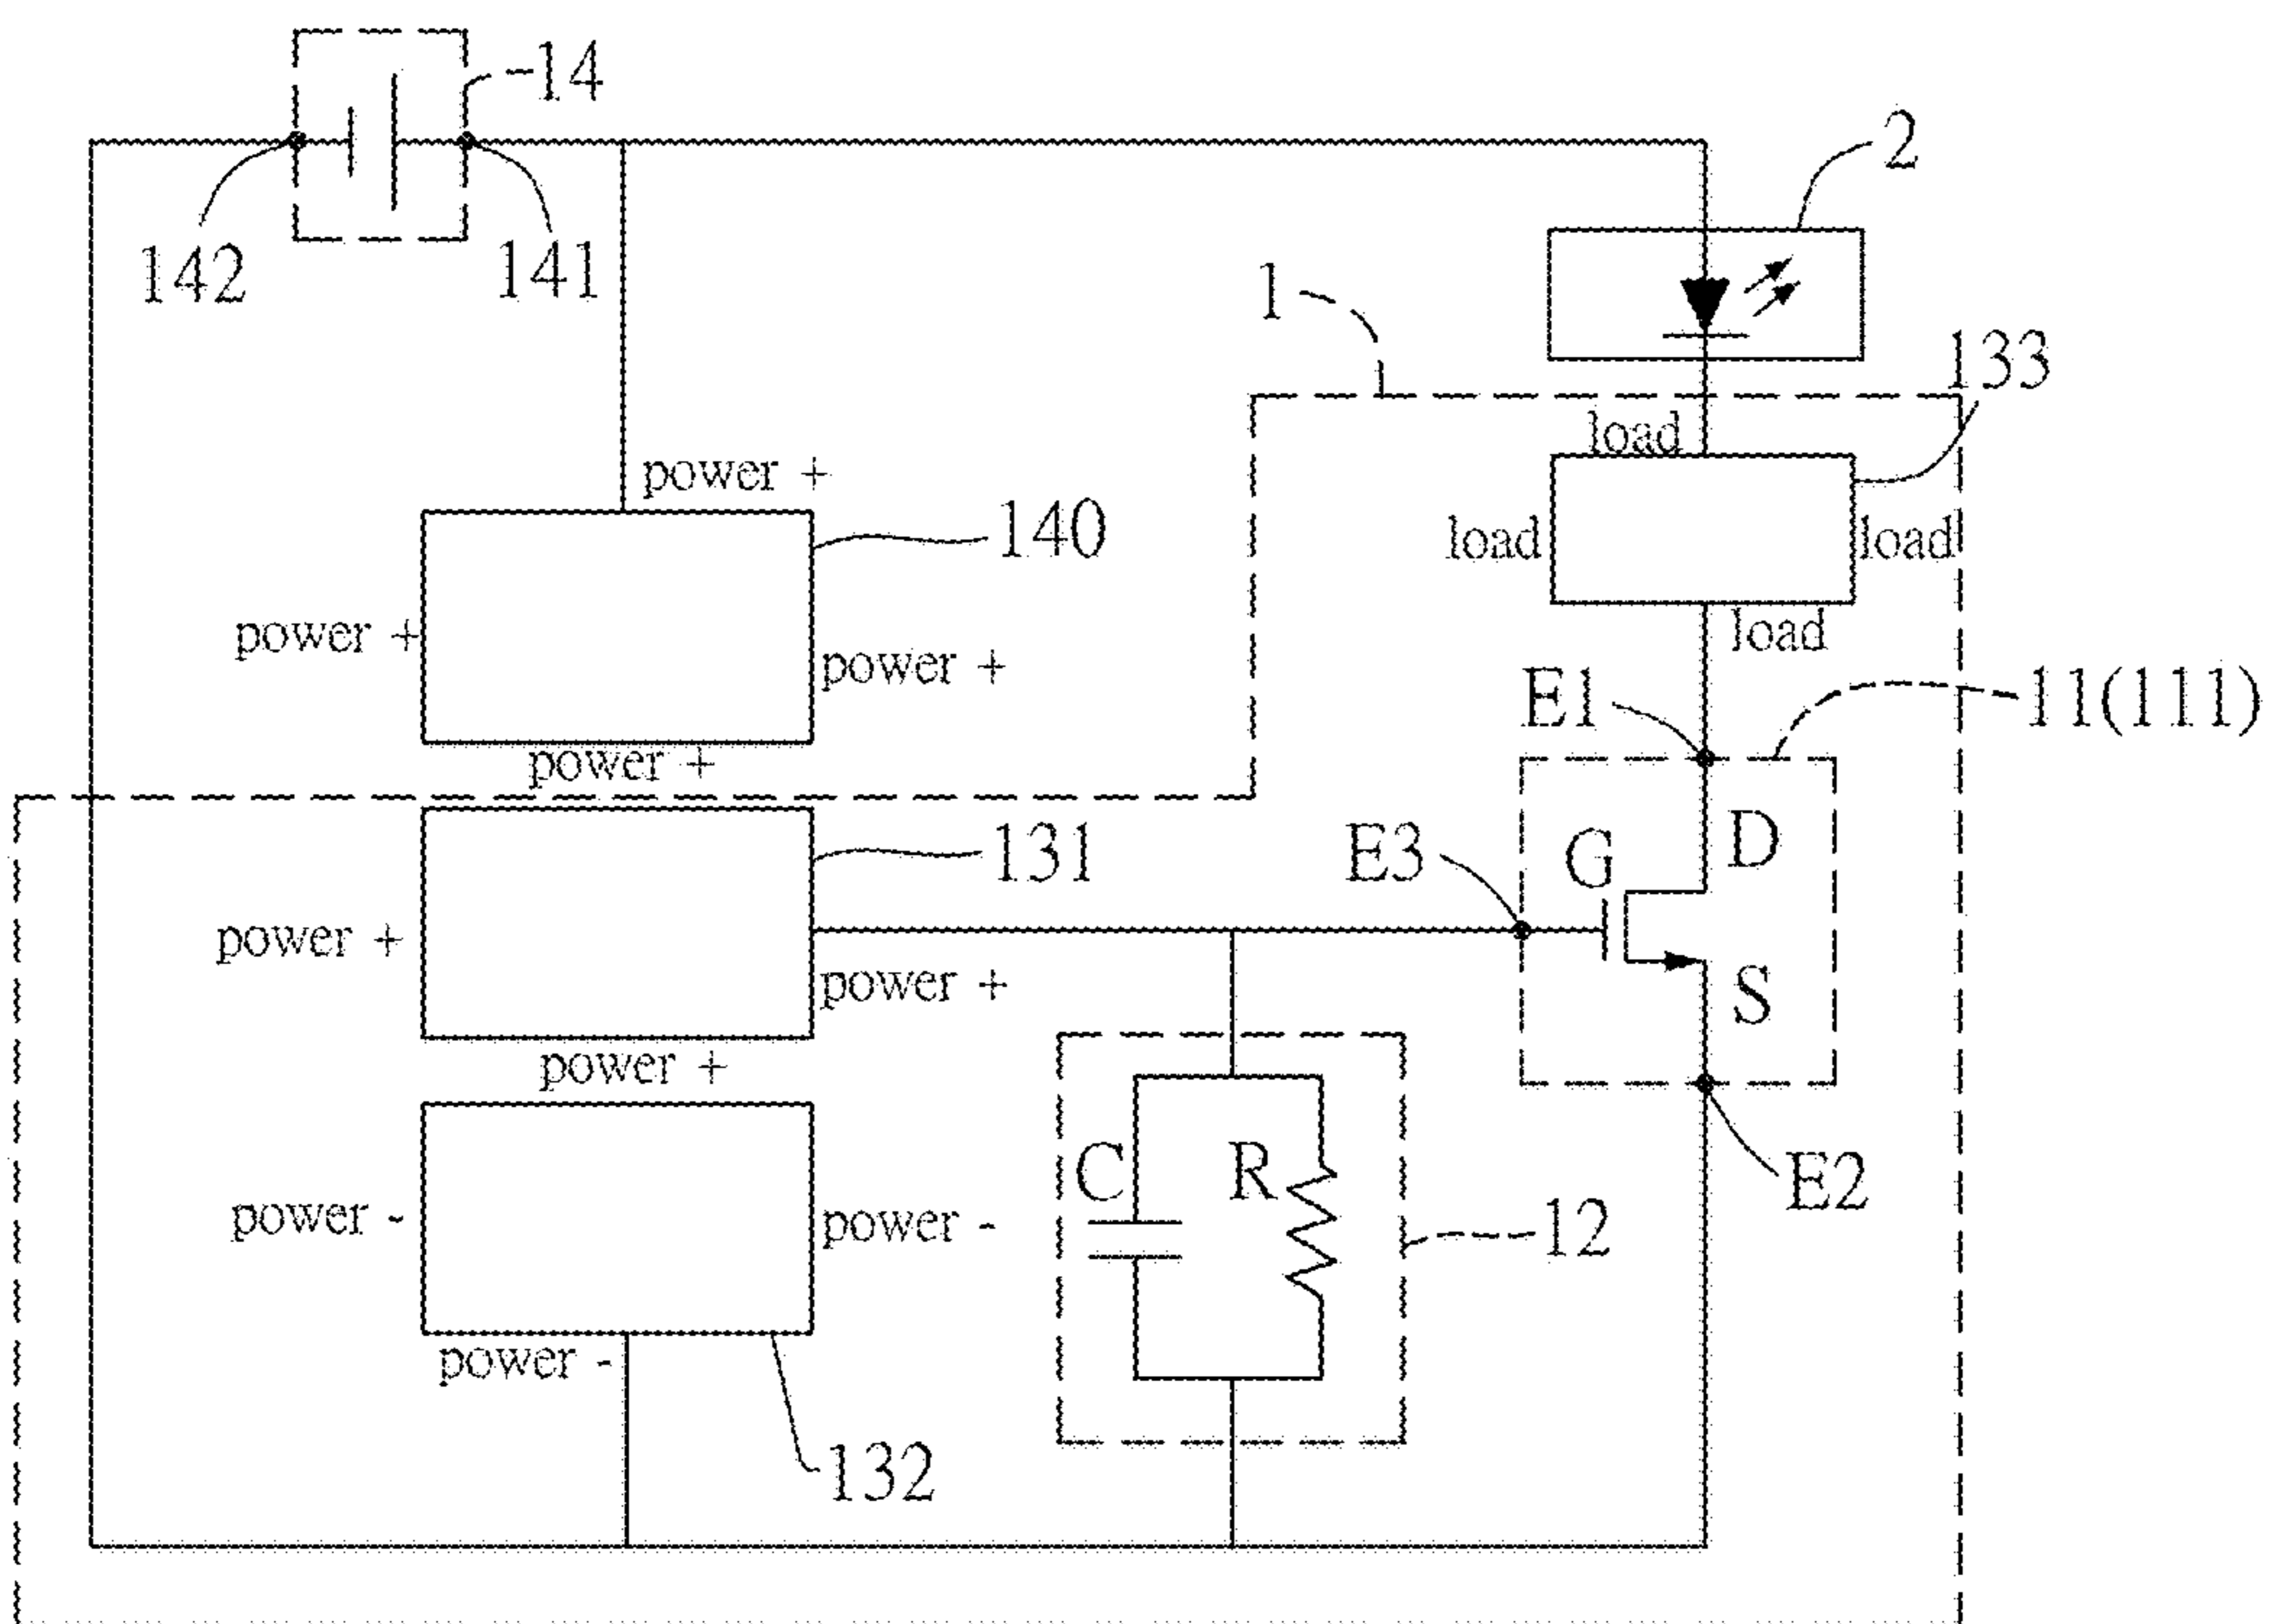 14
2
142
141
1
133
load
power +
140
load
load
power +
load
power +
E1
11(111)
power +
131
E3
G
D
power +
power +
S
power +
C
R
E2
power -
power -
12
power -
132